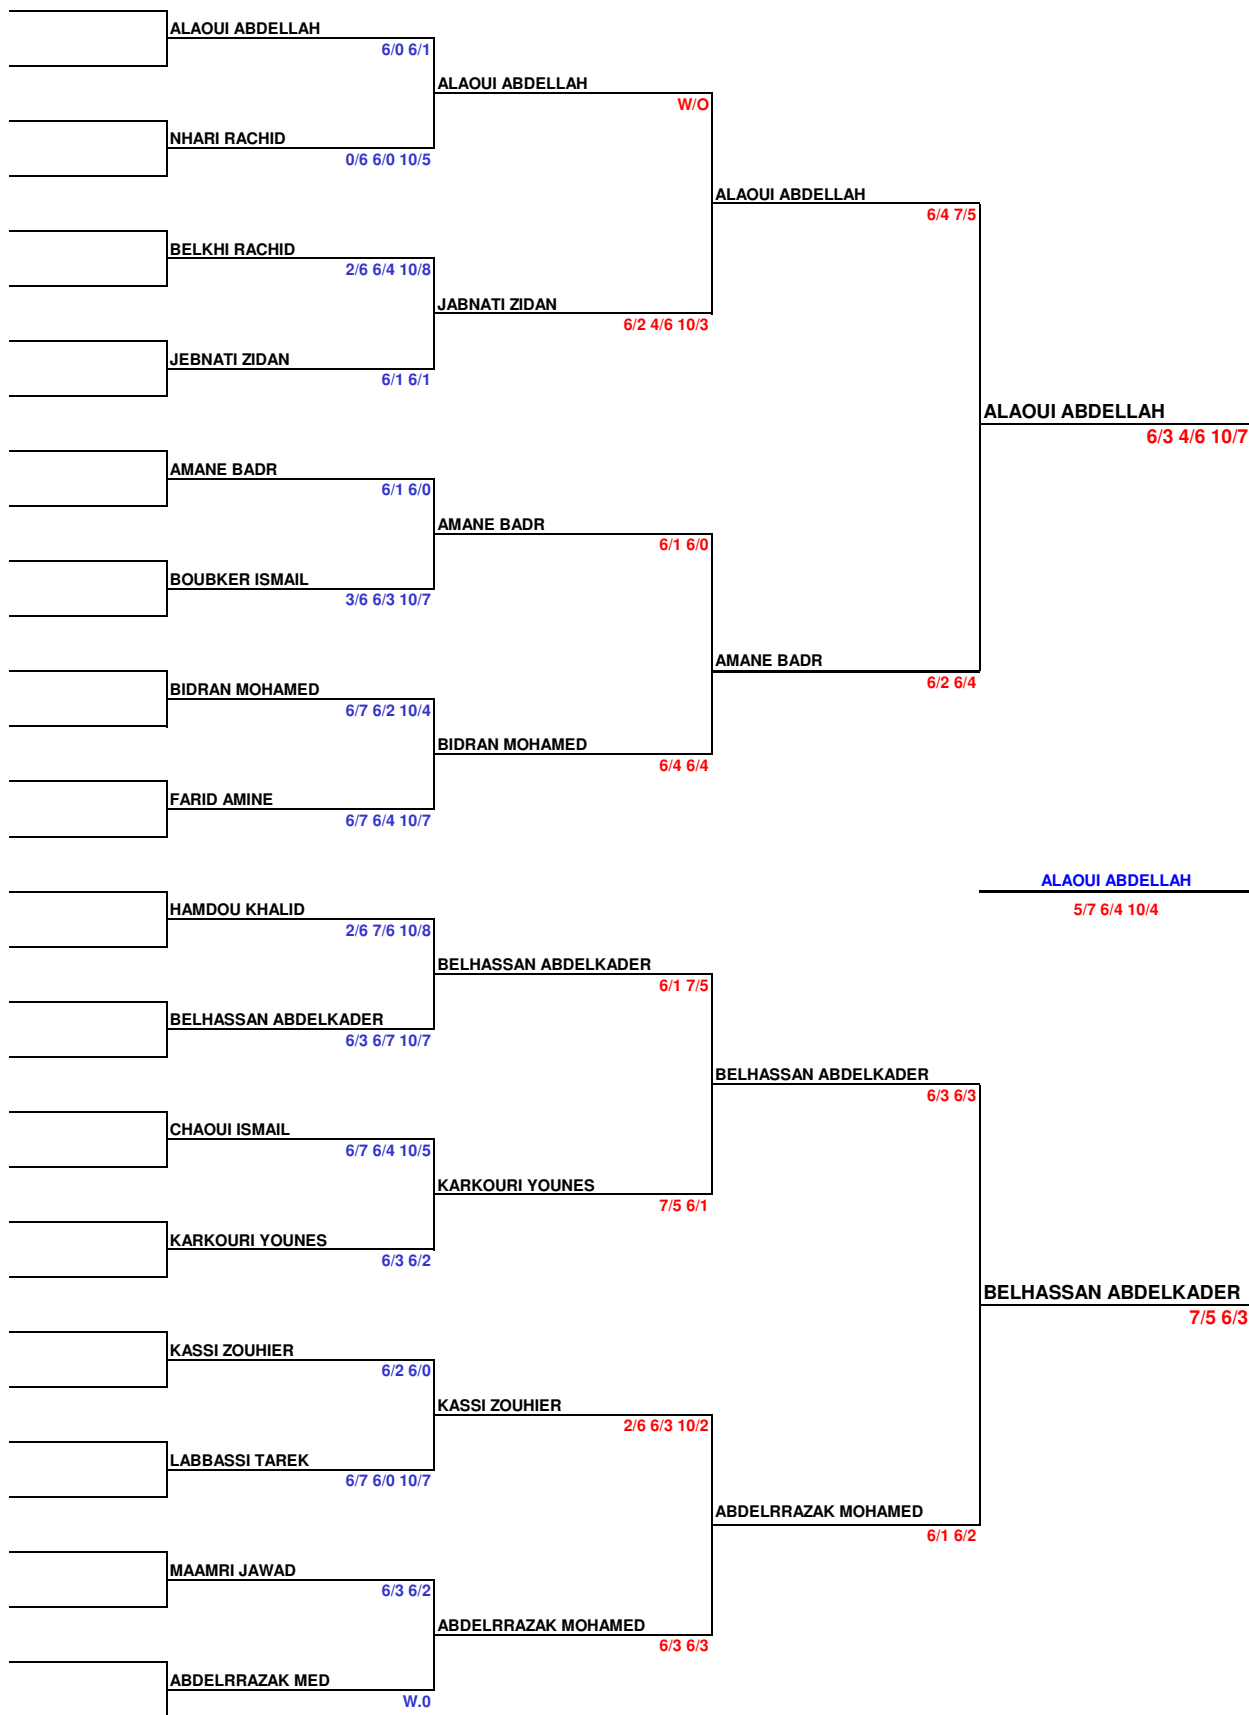 ALAOUI ABDELLAH
6/0 6/1
ALAOUI ABDELLAH
W/O
NHARI RACHID
0/6 6/0 10/5
ALAOUI ABDELLAH
6/4 7/5
BELKHI RACHID
2/6 6/4 10/8
JABNATI ZIDAN
6/2 4/6 10/3
JEBNATI ZIDAN
6/1 6/1
ALAOUI ABDELLAH
6/3 4/6 10/7
AMANE BADR
6/1 6/0
AMANE BADR
6/1 6/0
BOUBKER ISMAIL
3/6 6/3 10/7
AMANE BADR
6/2 6/4
BIDRAN MOHAMED
6/7 6/2 10/4
BIDRAN MOHAMED
6/4 6/4
FARID AMINE
6/7 6/4 10/7
ALAOUI ABDELLAH
5/7 6/4 10/4
HAMDOU KHALID
2/6 7/6 10/8
BELHASSAN ABDELKADER
6/1 7/5
BELHASSAN ABDELKADER
6/3 6/7 10/7
BELHASSAN ABDELKADER
6/3 6/3
CHAOUI ISMAIL
6/7 6/4 10/5
KARKOURI YOUNES
7/5 6/1
KARKOURI YOUNES
6/3 6/2
BELHASSAN ABDELKADER
7/5 6/3
KASSI ZOUHIER
6/2 6/0
KASSI ZOUHIER
2/6 6/3 10/2
LABBASSI TAREK
6/7 6/0 10/7
ABDELRRAZAK MOHAMED
6/1 6/2
MAAMRI JAWAD
6/3 6/2
ABDELRRAZAK MOHAMED
6/3 6/3
ABDELRRAZAK MED
W.0